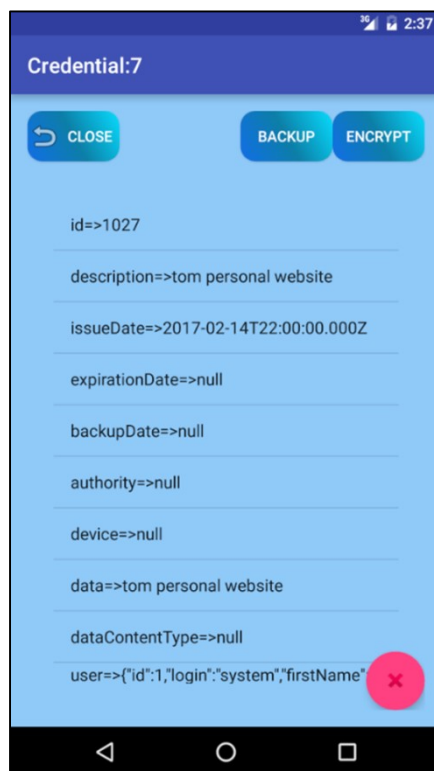 3G 2:37
Credential:7
CLOSE BACKUP ENCRYPT
id=>1027
description=>tom personal website
issueDate=>2017-02-14T22:00:00.000Z
expirationDate=>null
backupDate=>null
authority=>null
device=>null
data=>tom personal website
dataContentType=>null
user=>{"id":1,"login":"system","firstName"